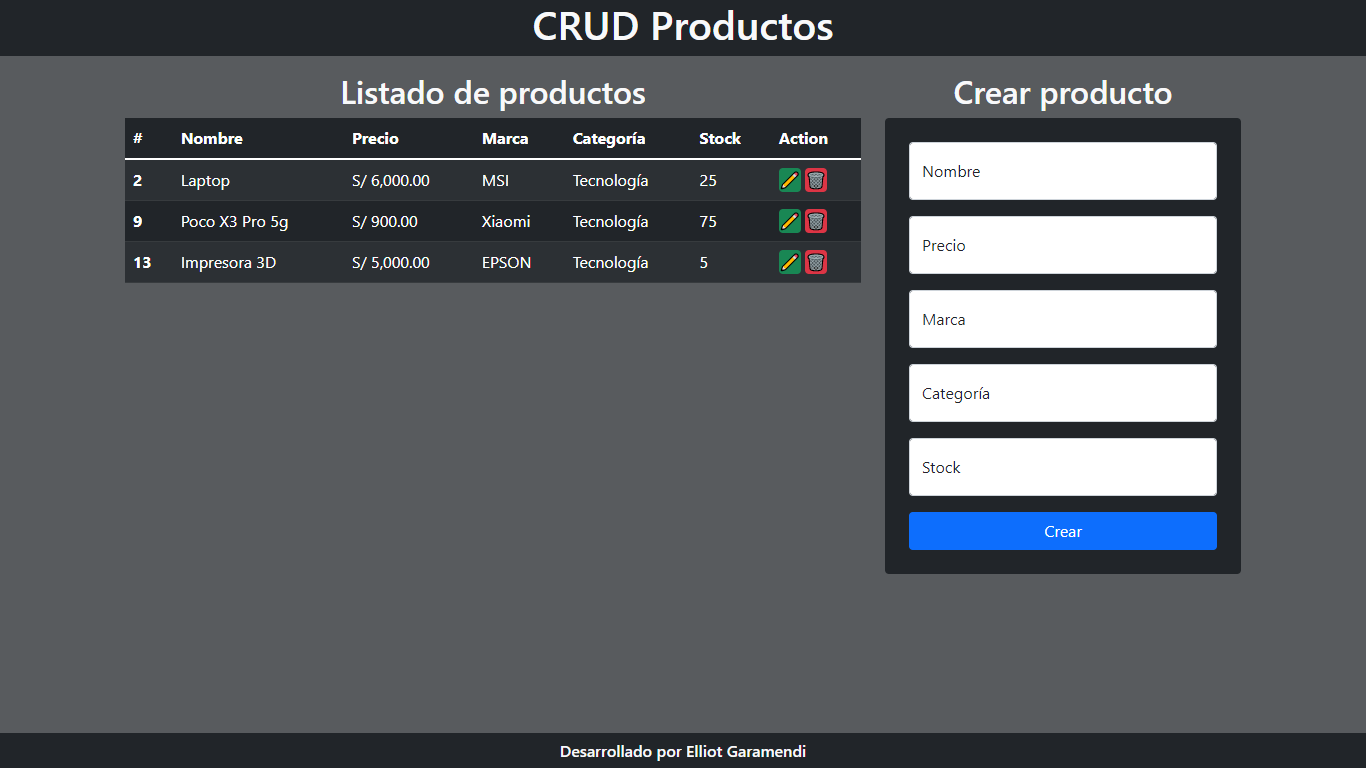 CRUD Productos
Listado de productos
# Nombre Precio Marca Categoría Stock Action
2 Laptop S/ 6,000.00 MSI Tecnología 25
9 Poco X3 Pro 5g S/ 900.00 Xiaomi Tecnología 75
13 Impresora 3D S/ 5,000.00 EPSON Tecnología 5
Crear producto
Nombre
Precio
Marca
Categoría
Stock
Crear
Desarrollado por Elliot Garamendi